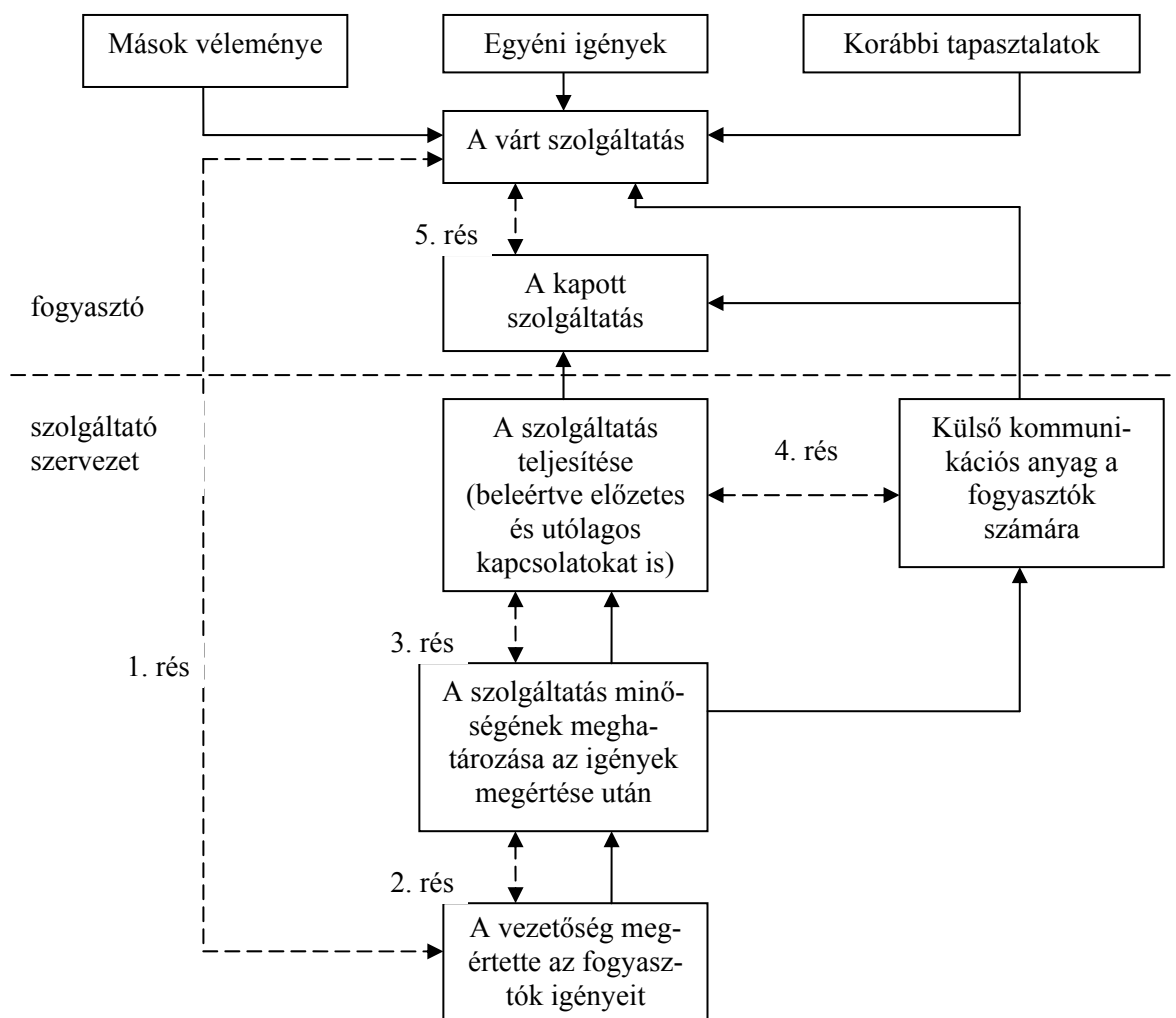 Mások véleménye
Egyéni igények
Korábbi tapasztalatok
A várt szolgáltatás
5. rés
A kapott
szolgáltatás
fogyasztó
szolgáltató
szervezet
A szolgáltatás
teljesítése
(beleértve előzetes
és utólagos
kapcsolatokat is)
4. rés
Külső kommuni-
kációs anyag a
fogyasztók
számára
3. rés
1. rés
A szolgáltatás minő-
ségének megha-
tározása az igények
megértése után
2. rés
A vezetőség meg-
értette az fogyasz-
tók igényeit